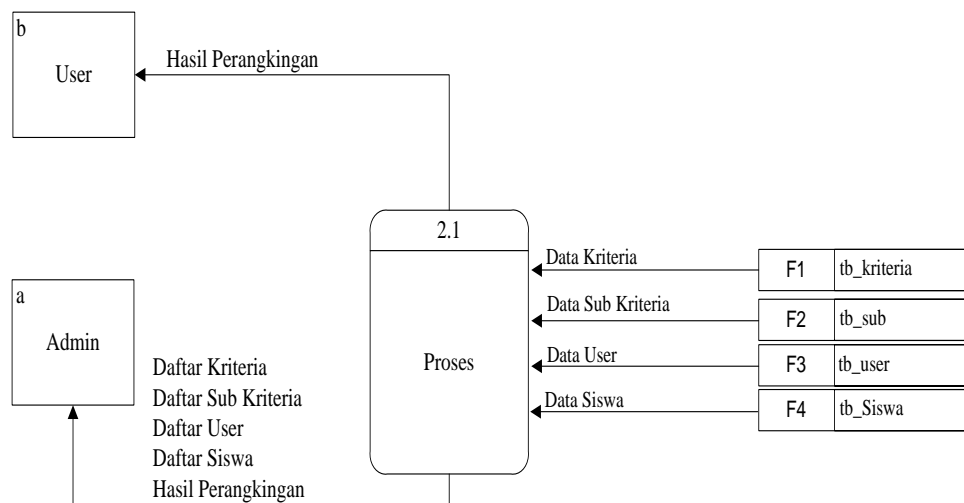 b
User
Hasil Perangkingan
2.1
Proses
Data Kriteria
F1 tb_kriteria
Data Sub Kriteria
F2 tb_sub
Data User
F3 tb_user
Data Siswa
F4 tb_Siswa
a
Admin
Daftar Kriteria
Daftar Sub Kriteria
Daftar User
Daftar Siswa
Hasil Perangkingan